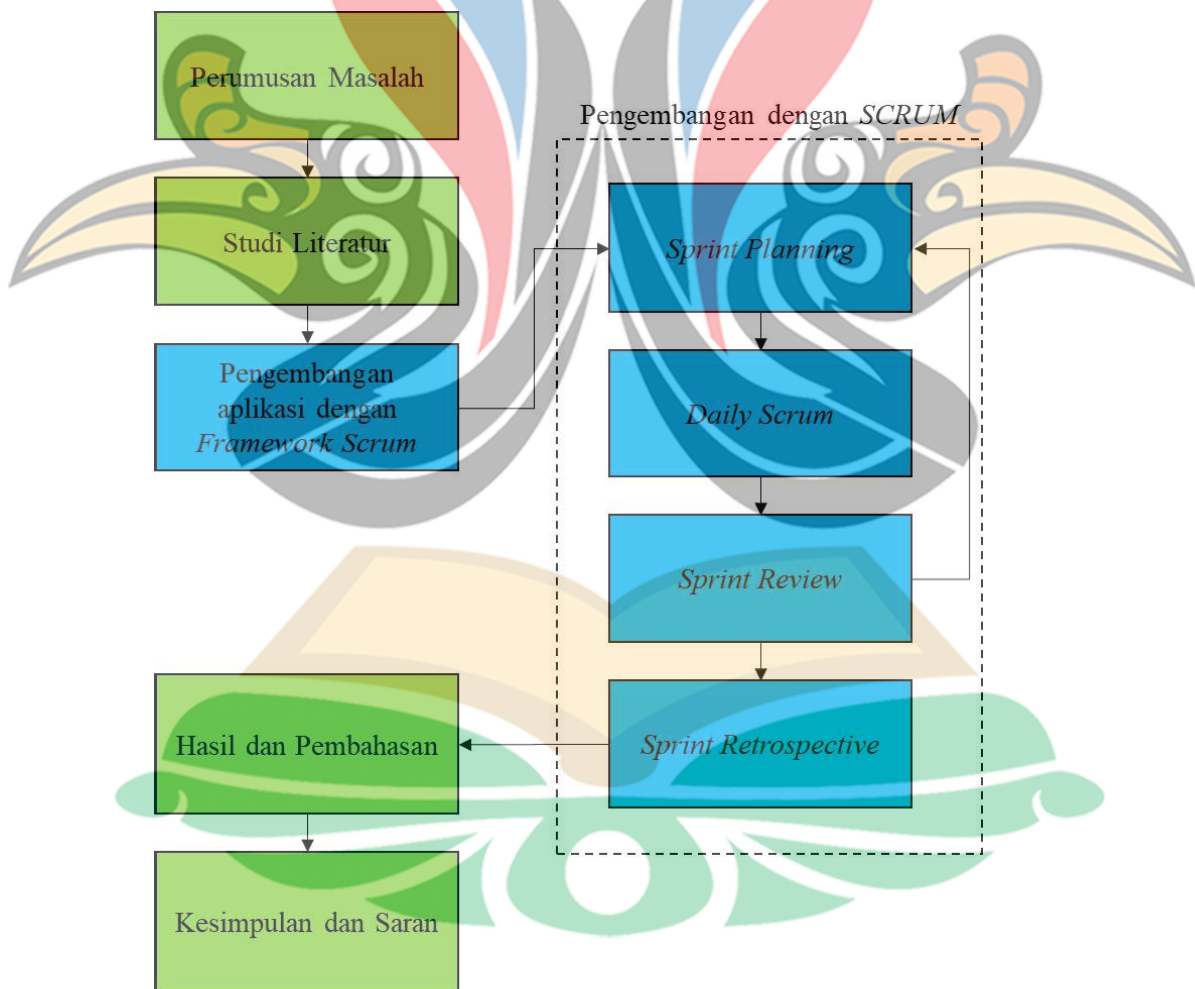 Perumusan Masalah
Studi Literatur
Pengembangan
aplikasi dengan
Framework Scrum
Pengembangan dengan SCRUM
Sprint Planning
Daily Scrum
Sprint Review
Sprint Retrospective
Hasil dan Pembahasan
Kesimpulan dan Saran